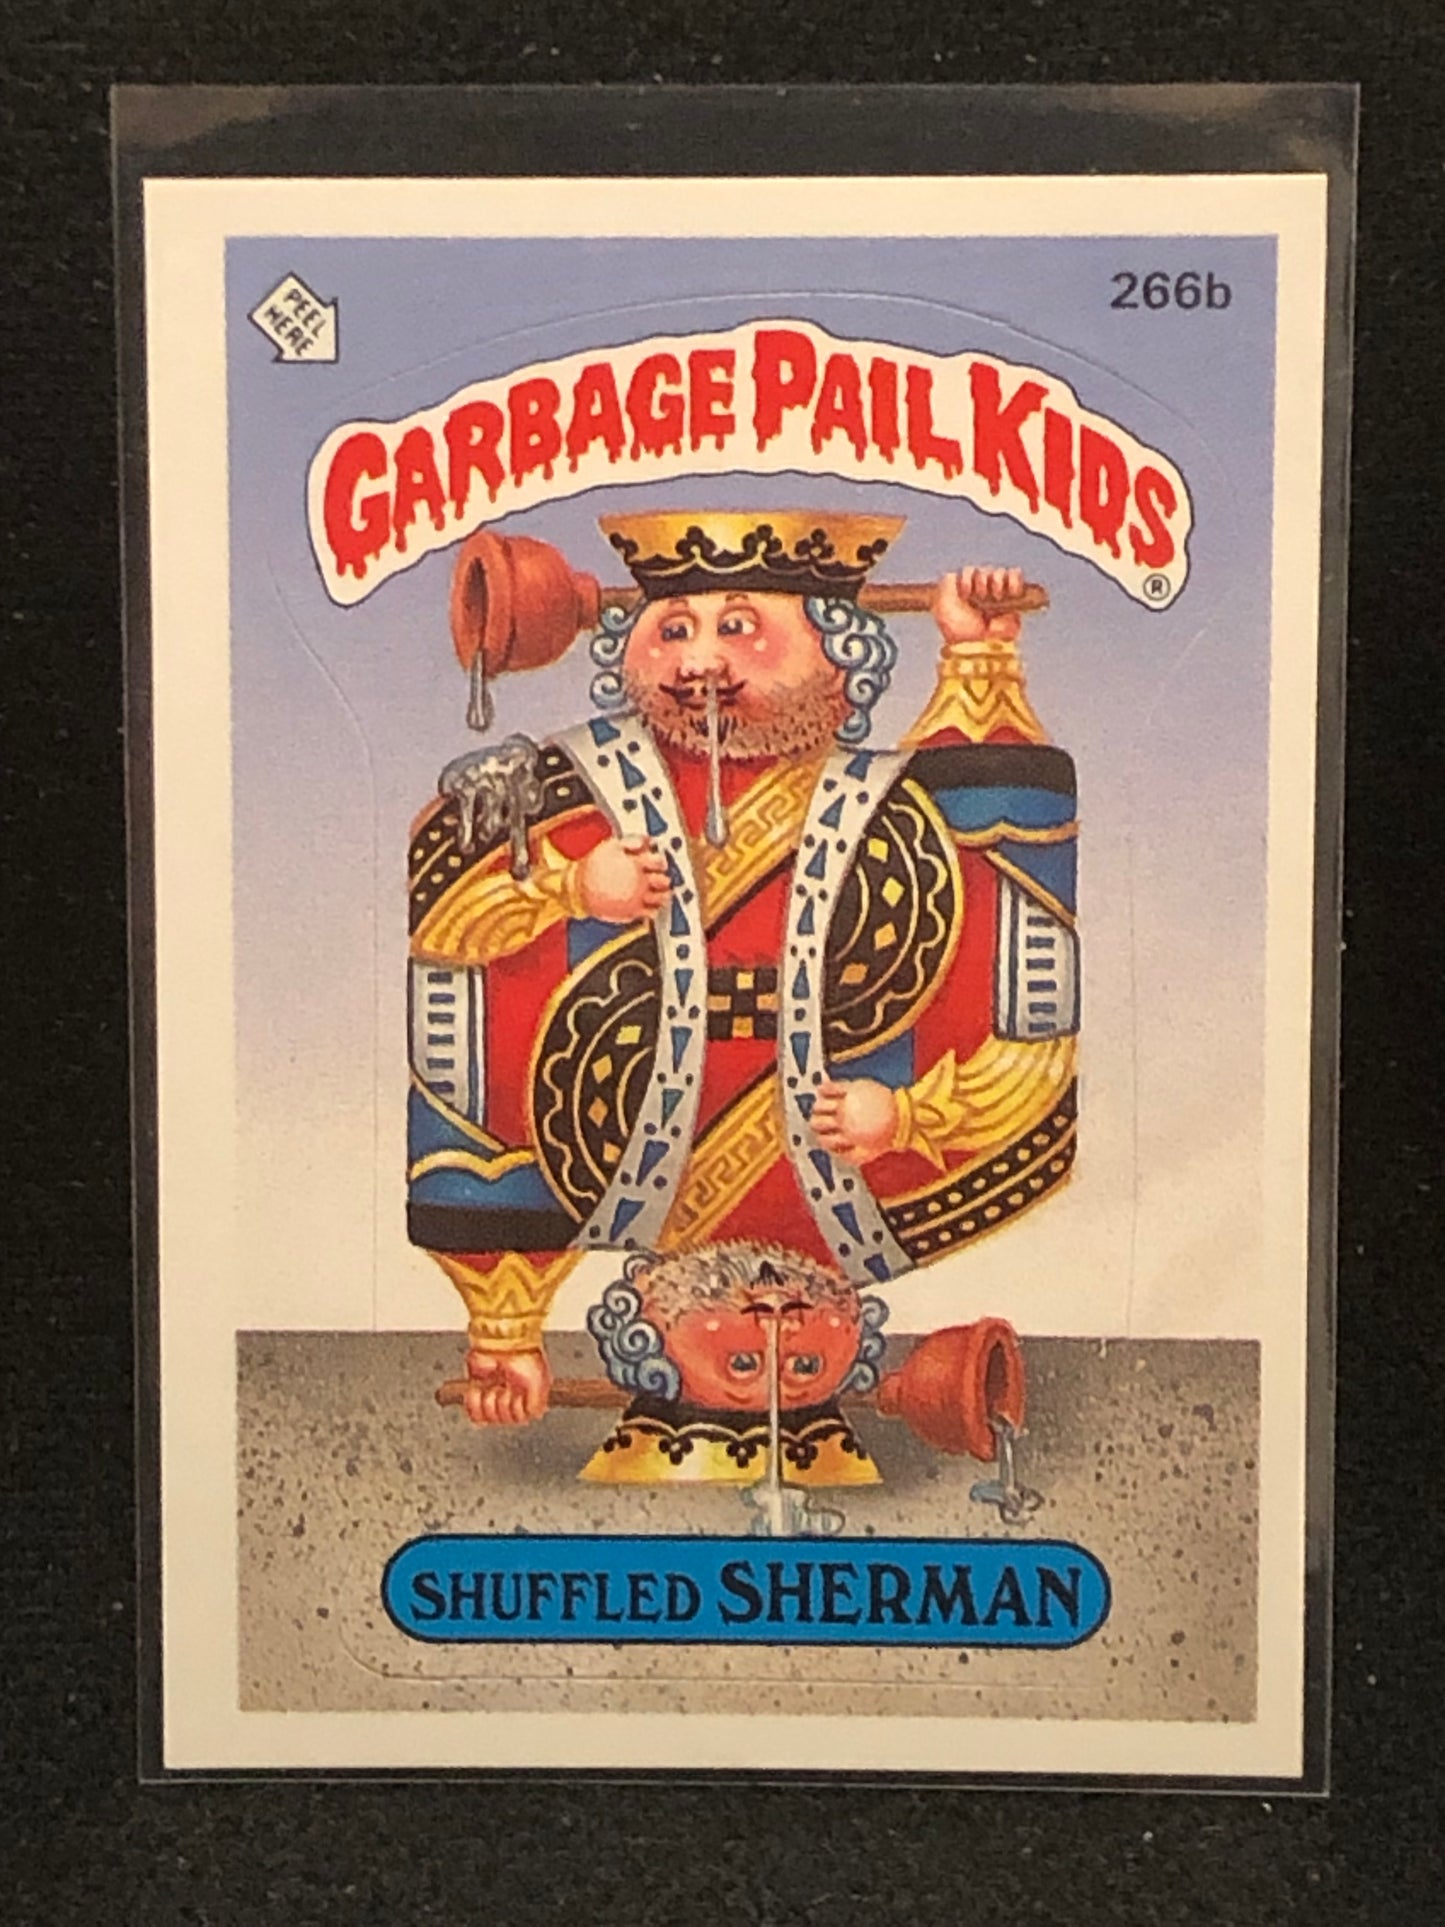 PEEL
HERE
266b
GARBAGE PAIL KIDS
®
SHUFFLED SHERMAN